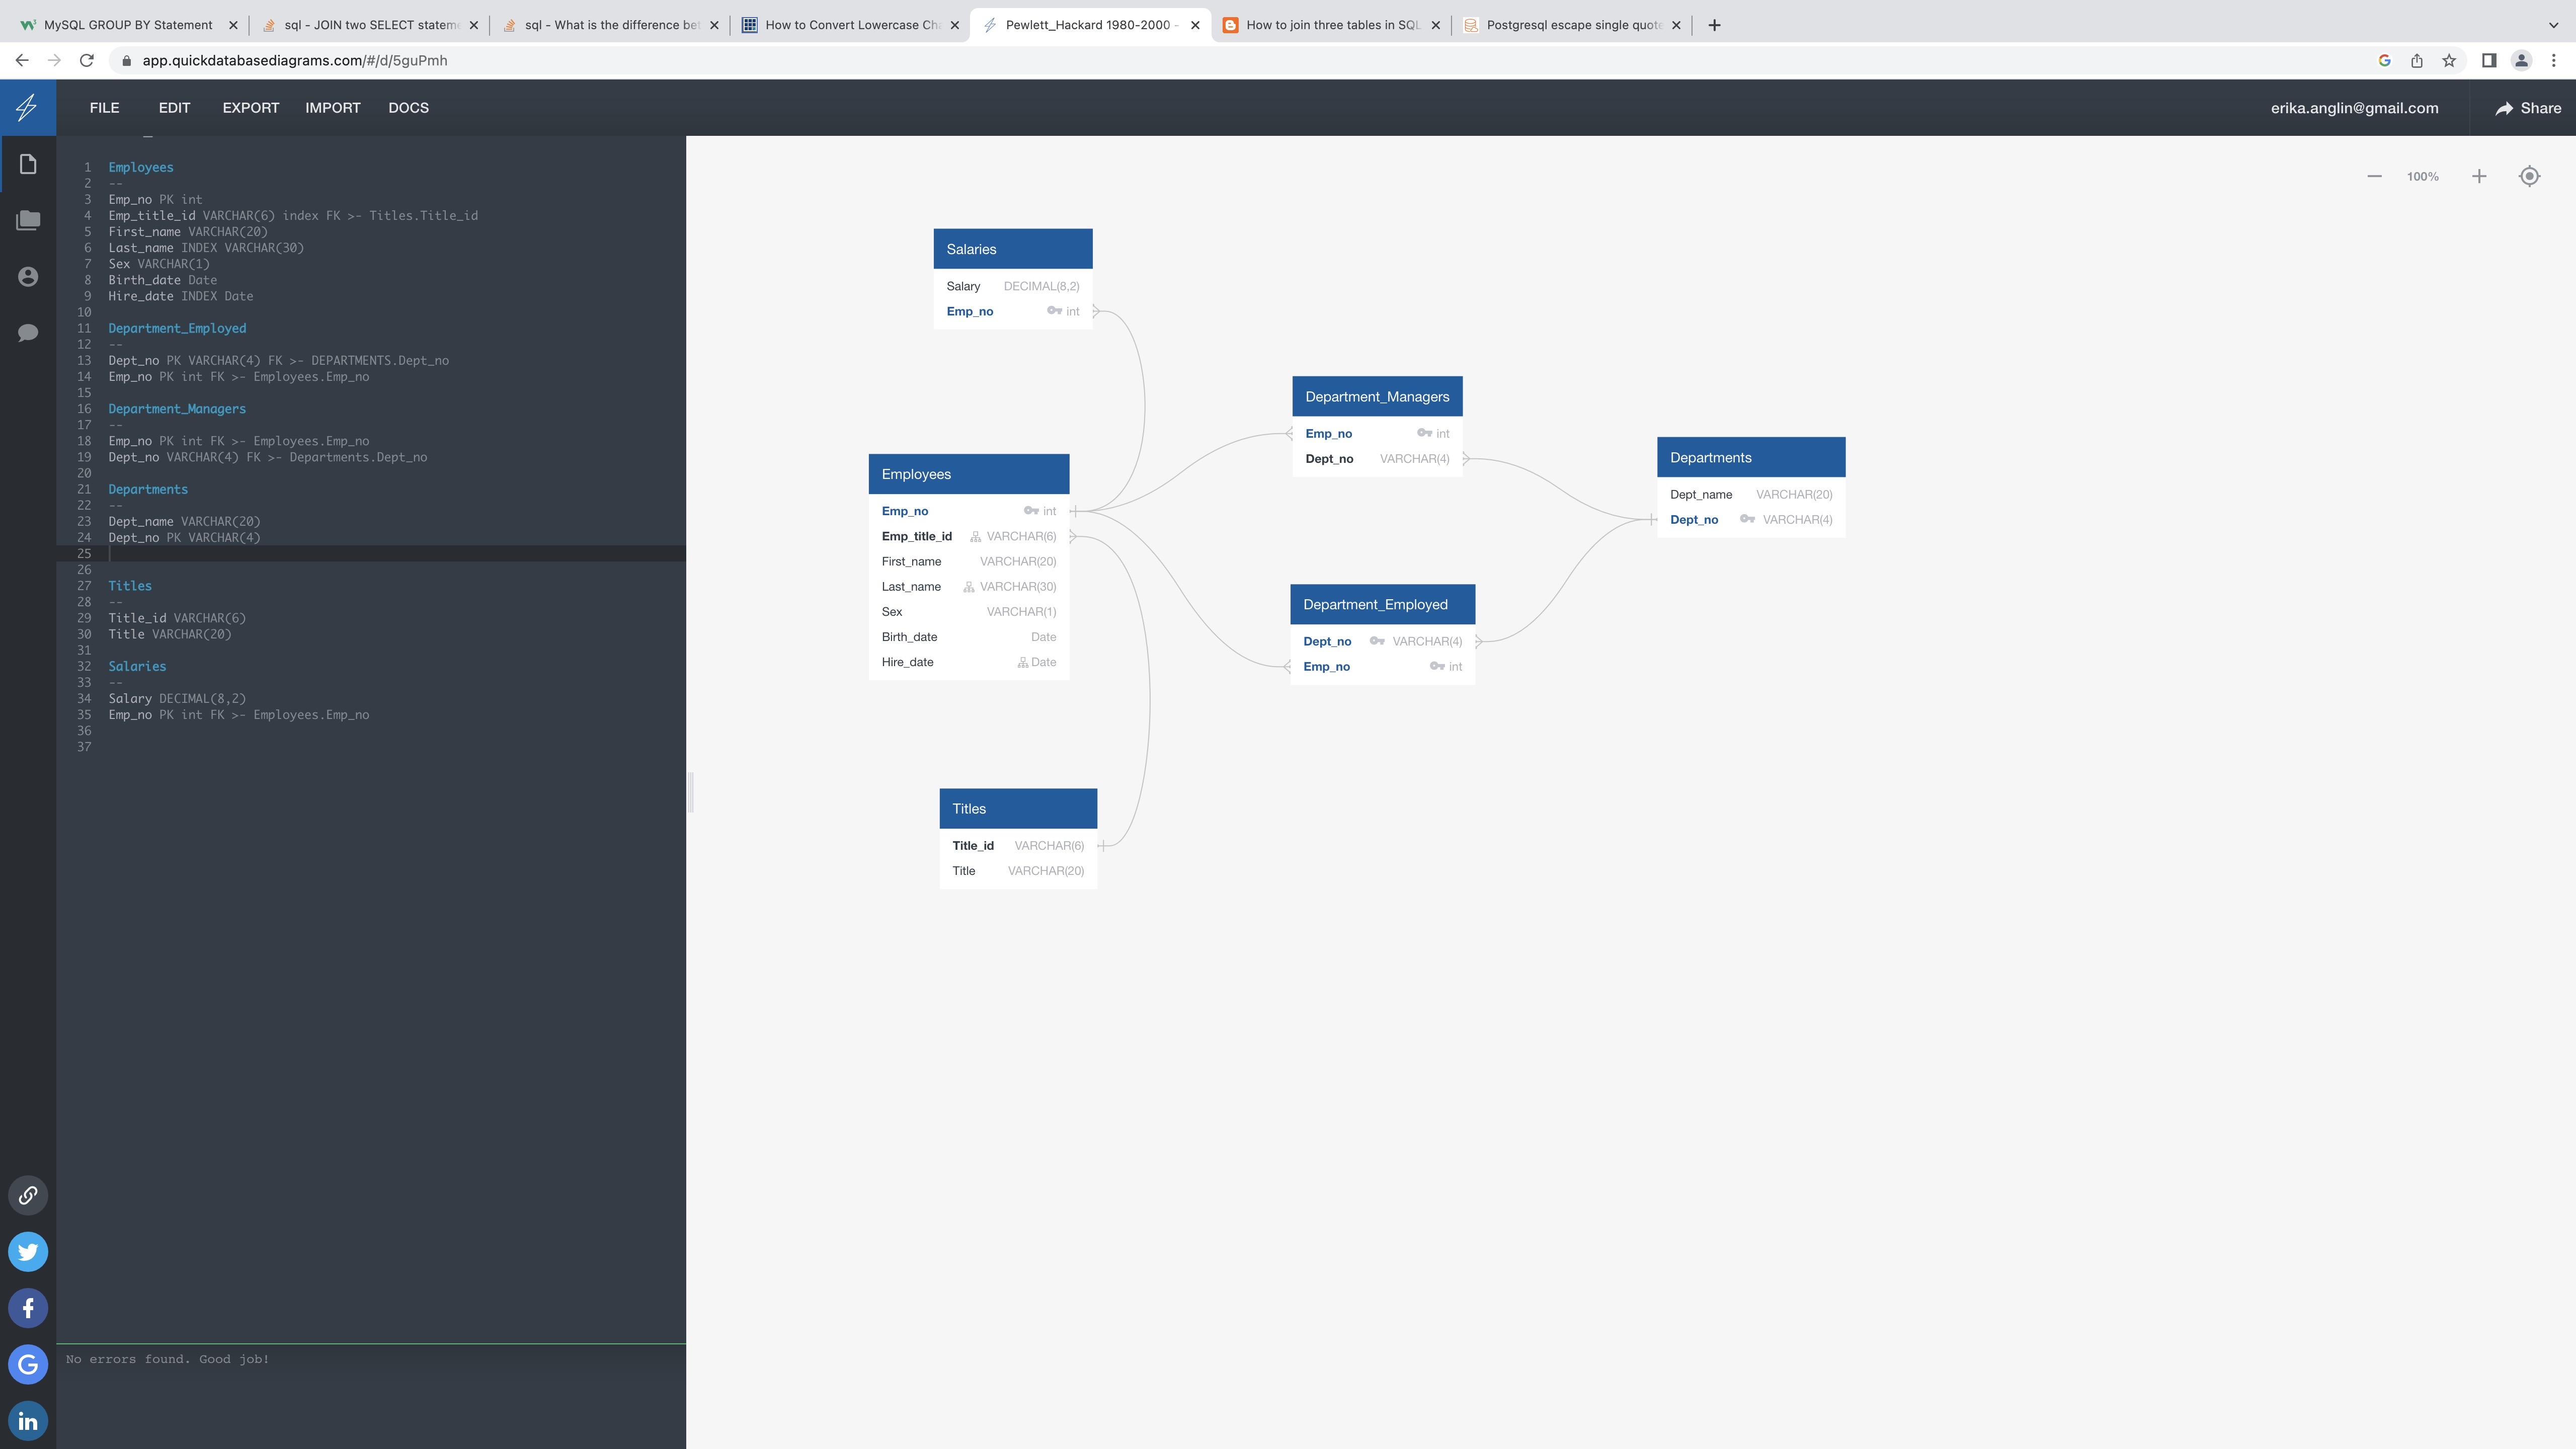 MySQL GROUP BY Statement
sql - JOIN two SELECT stateme
sql - What is the difference bet
How to Convert Lowercase Cha
Pewlett_Hackard 1980-2000 -
How to join three tables in SQL
Postgresql escape single quote
app.quickdatabasediagrams.com/#/d/5guPmh
FILE
EDIT
EXPORT
IMPORT
DOCS
erika.anglin@gmail.com
Share
1 Employees
2 --
3 Emp_no PK int
4 Emp_title_id VARCHAR(6) index FK >- Titles.Title_id
5 First_name VARCHAR(20)
6 Last_name INDEX VARCHAR(30)
7 Sex VARCHAR(1)
8 Birth_date Date
9 Hire_date INDEX Date
10
11 Department_Employed
12 --
13 Dept_no PK VARCHAR(4) FK >- DEPARTMENTS.Dept_no
14 Emp_no PK int FK >- Employees.Emp_no
15
16 Department_Managers
17 --
18 Emp_no PK int FK >- Employees.Emp_no
19 Dept_no VARCHAR(4) FK >- Departments.Dept_no
20
21 Departments
22 --
23 Dept_name VARCHAR(20)
24 Dept_no PK VARCHAR(4)
25
26
27 Titles
28 --
29 Title_id VARCHAR(6)
30 Title VARCHAR(20)
31
32 Salaries
33 --
34 Salary DECIMAL(8,2)
35 Emp_no PK int FK >- Employees.Emp_no
36
37
No errors found. Good job!
100%
Salaries
Salary DECIMAL(8,2)
Emp_no int
Employees
Emp_no int
Emp_title_id VARCHAR(6)
First_name VARCHAR(20)
Last_name VARCHAR(30)
Sex VARCHAR(1)
Birth_date Date
Hire_date Date
Titles
Title_id VARCHAR(6)
Title VARCHAR(20)
Department_Managers
Emp_no int
Dept_no VARCHAR(4)
Department_Employed
Dept_no VARCHAR(4)
Emp_no int
Departments
Dept_name VARCHAR(20)
Dept_no VARCHAR(4)